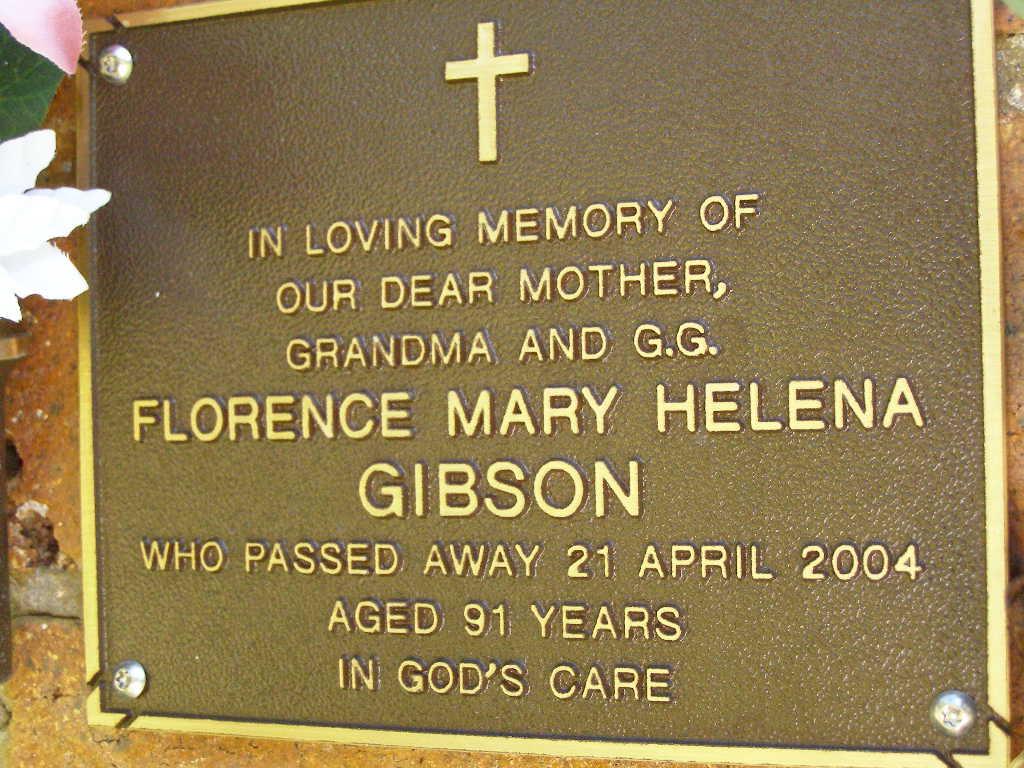 IN LOVING MEMORY OF
OUR DEAR MOTHER,
GRANDMA AND G.G.
FLORENCE MARY HELENA
GIBSON
WHO PASSED AWAY 21 APRIL 2004
AGED 91 YEARS
IN GOD'S CARE